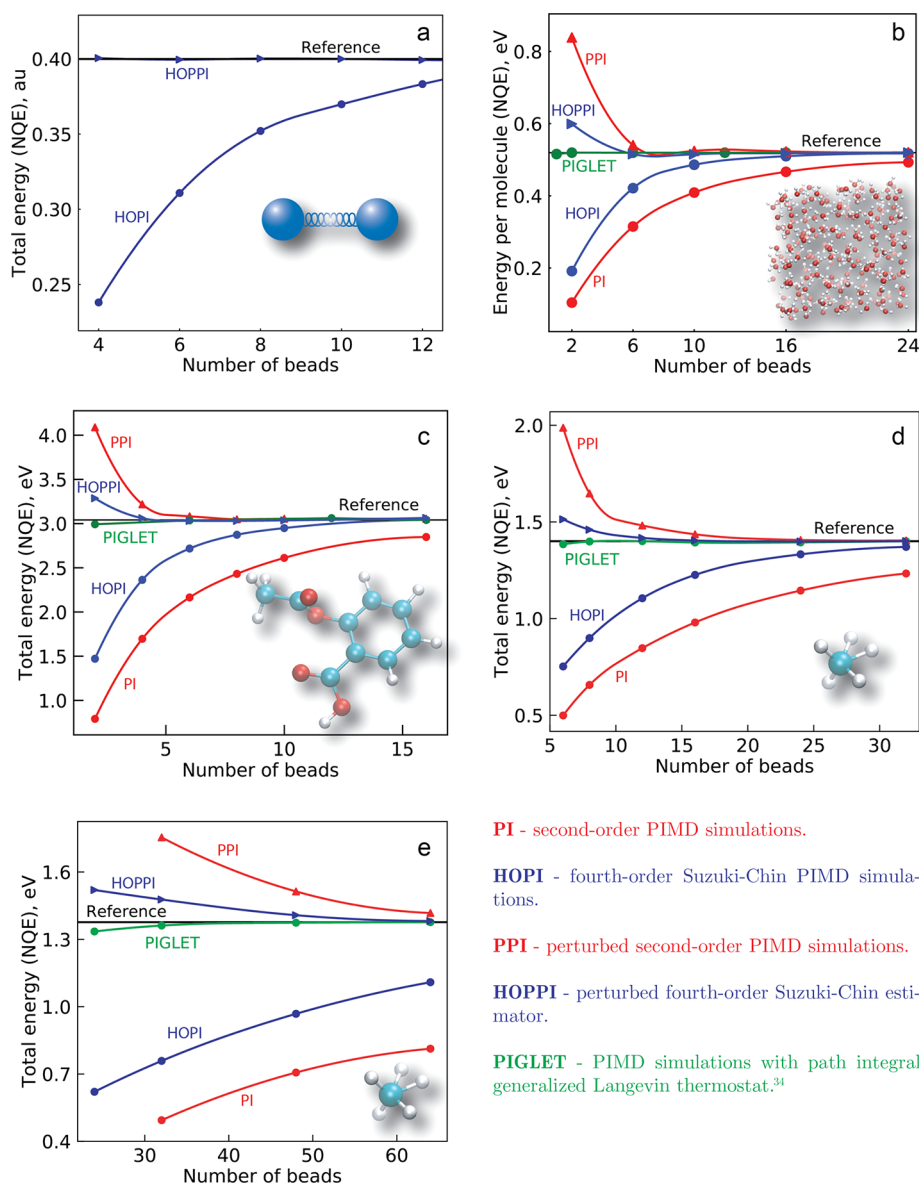 a
Total energy (NQE), au
0.40
0.35
0.30
0.25
Reference
HOPPI
HOPI
4 6 8 10 12
Number of beads
b
Energy per molecule (NQE), eV
0.8
0.6
0.4
0.2
PPI
HOPPI
Reference
PIGLET
HOPI
PI
2 6 10 16 24
Number of beads
c
Total energy (NQE), eV
4.0
3.5
3.0
2.5
2.0
1.5
1.0
PPI
HOPPI
Reference
PIGLET
HOPI
PI
5 10 15
Number of beads
d
Total energy (NQE), eV
2.0
1.5
1.0
0.5
PPI
HOPPI
Reference
PIGLET
HOPI
PI
5 10 15 20 25 30
Number of beads
e
Total energy (NQE), eV
1.6
1.3
1.0
0.7
0.4
PPI
HOPPI
Reference
PIGLET
HOPI
PI
30 40 50 60
Number of beads
PI - second-order PIMD simulations.
HOPI - fourth-order Suzuki-Chin PIMD simula-
tions.
PPI - perturbed second-order PIMD simulations.
HOPPI - perturbed fourth-order Suzuki-Chin esti-
mator.
PIGLET - PIMD simulations with path integral
generalized Langevin thermostat.³⁴